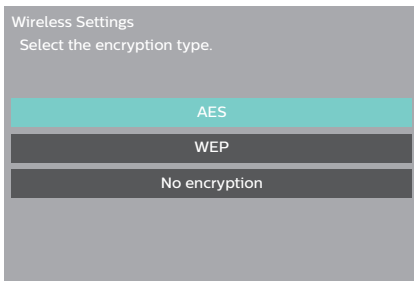 Wireless Settings
Select the encryption type.
AES
WEP
No encryption